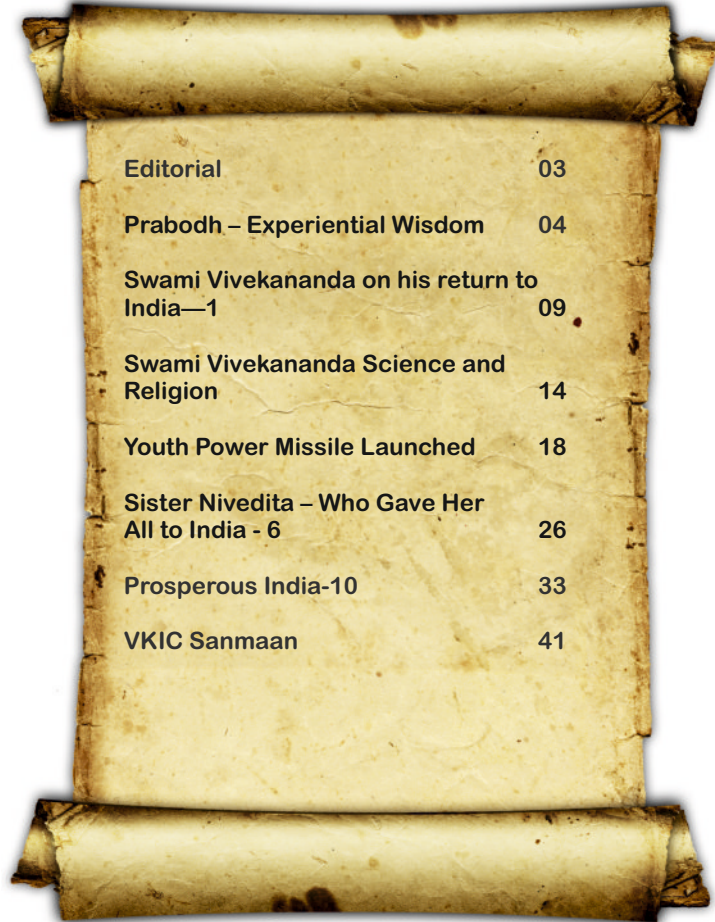 Editorial 03
Prabodh – Experiential Wisdom 04
Swami Vivekananda on his return to
India—1 09
Swami Vivekananda Science and
Religion 14
Youth Power Missile Launched 18
Sister Nivedita – Who Gave Her
All to India - 6 26
Prosperous India-10 33
VKIC Sanmaan 41